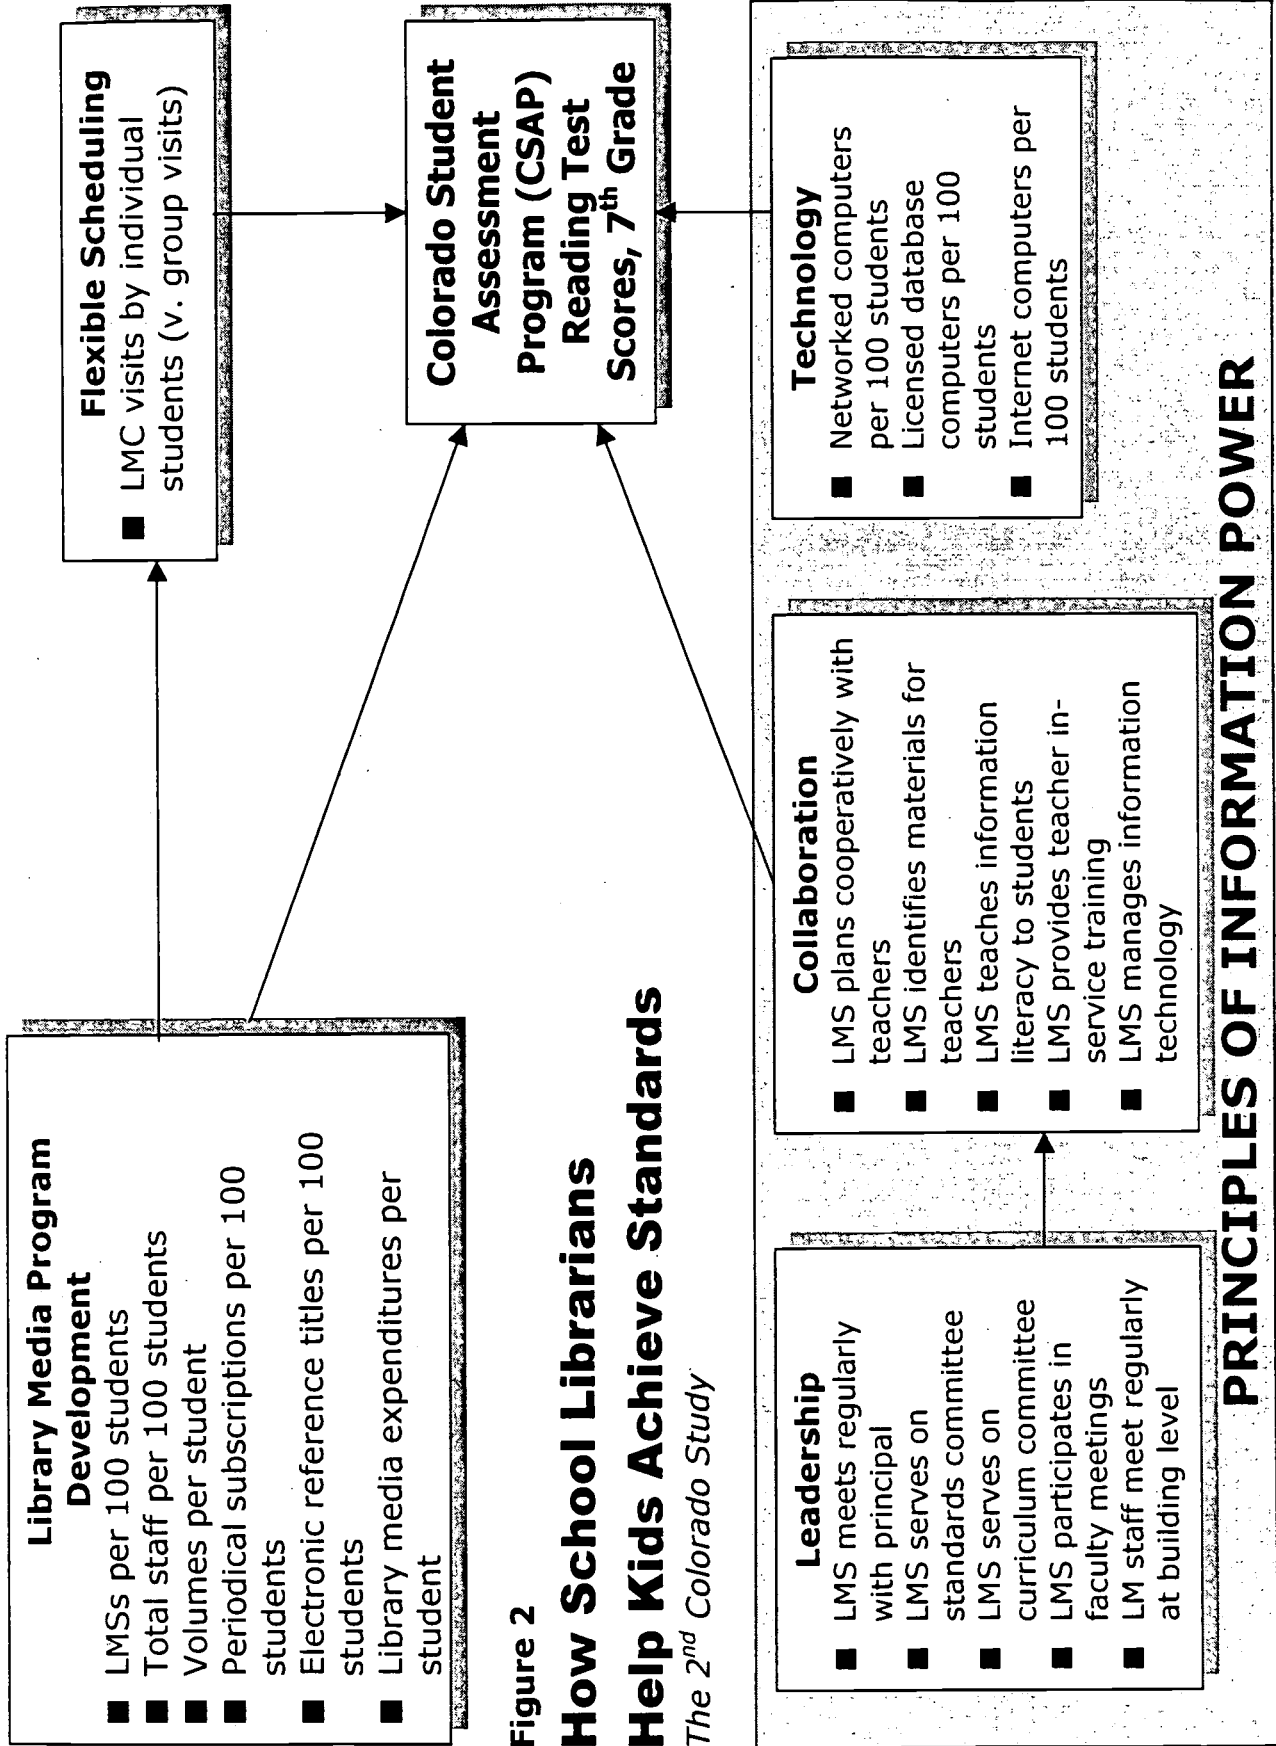 Library Media Program
Development
■ LMSs per 100 students
■ Total staff per 100 students
■ Volumes per student
■ Periodical subscriptions per 100
students
■ Electronic reference titles per 100
students
■ Library media expenditures per
student
Flexible Scheduling
■ LMC visits by individual
students (v. group visits)
Colorado Student
Assessment
Program (CSAP)
Reading Test
Scores, 7th Grade
Figure 2
How School Librarians
Help Kids Achieve Standards
The 2nd Colorado Study
Leadership
■ LMS meets regularly
with principal
■ LMS serves on
standards committee
■ LMS serves on
curriculum committee
■ LMS participates in
faculty meetings
■ LM staff meet regularly
at building level
Collaboration
■ LMS plans cooperatively with
teachers
■ LMS identifies materials for
teachers
■ LMS teaches information
literacy to students
■ LMS provides teacher in-
service training
■ LMS manages information
technology
Technology
■ Networked computers
per 100 students
■ Licensed database
computers per 100
students
■ Internet computers per
100 students
PRINCIPLES OF INFORMATION POWER